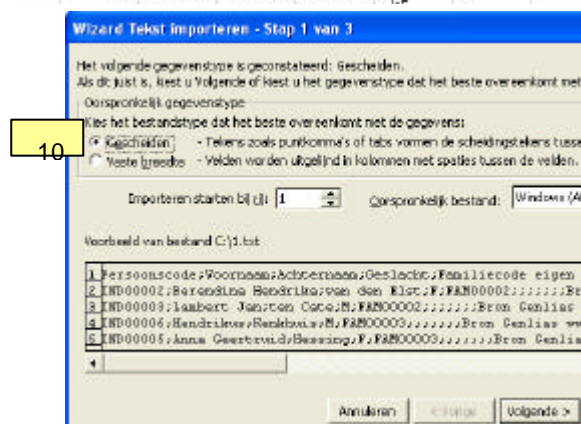 Wizard Tekst importeren - Stap 1 van 3
Het volgende gegevenstype is geconstateerd: Gescheiden.
Als dit juist is, kiest u Volgende of kiest u het gegevenstype dat het beste overeenkomt met
Oorspronkelijk gegevenstype
Kies het bestandstype dat het beste overeenkomt met de gegevens:
10
Gescheiden - Tekens zoals puntkomma's of tabs vormen de scheidingstekens tusse
Vaste breedte - Velden worden uitgelijnd in kolommen met spaties tussen de velden.
Importeren starten bij rij: 1 Oorspronkelijk bestand: Windows (A
Voorbeeld van bestand C:\1.txt
1 Persoonscode;Voornaam;Achternaam;Geslacht;Familiecode eigen
2 IND00002;Berendina Hendrika;van den Elst;F;FAM00002;;;;;;;Br
3 IND00003;Lambert Jan;ten Cate;M;FAM00002;;;;;;;Bron Genlias
4 IND00006;Hendrikus;Renkhuis;M;FAM00003;;;;;;;Bron Genlias ww
5 IND00005;Anna Geertruid;Hessing;F;FAM00003;;;;;;;Bron Genlia
Annuleren < Vorige Volgende >